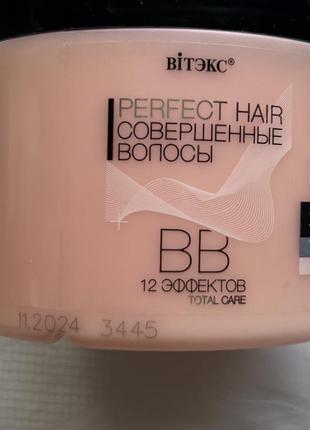 ВIТЭКС®
PERFECT HAIR
СОВЕРШЕННЫЕ
ВОЛОСЫ
BB
12 ЭФФЕКТОВ
TOTAL CARE
11.2024 3445